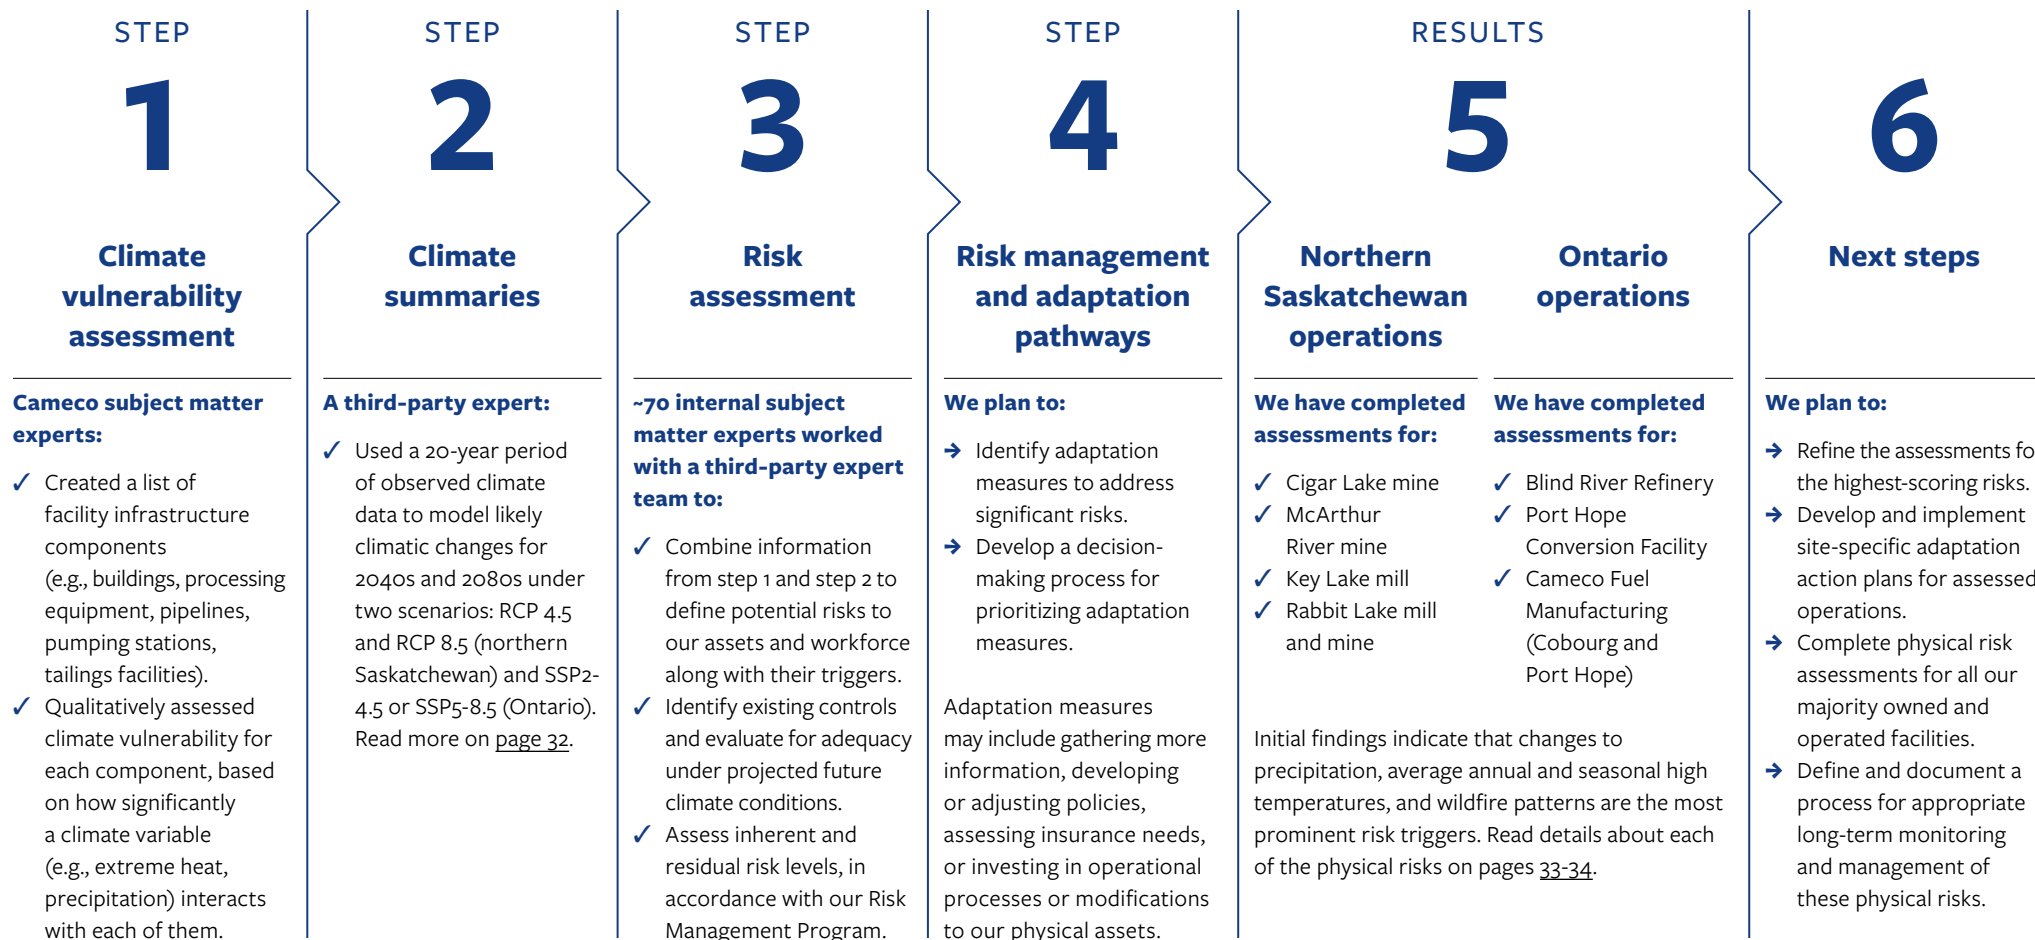 STEP
1
Climate
vulnerability
assessment
Cameco subject matter
experts:
✓ Created a list of
facility infrastructure
components
(e.g., buildings, processing
equipment, pipelines,
pumping stations,
tailings facilities).
✓ Qualitatively assessed
climate vulnerability for
each component, based
on how significantly
a climate variable
(e.g., extreme heat,
precipitation) interacts
with each of them.
STEP
2
Climate
summaries
A third-party expert:
✓ Used a 20-year period
of observed climate
data to model likely
climatic changes for
2040s and 2080s under
two scenarios: RCP 4.5
and RCP 8.5 (northern
Saskatchewan) and SSP2-
4.5 or SSP5-8.5 (Ontario).
Read more on page 32.
STEP
3
Risk
assessment
~70 internal subject
matter experts worked
with a third-party expert
team to:
✓ Combine information
from step 1 and step 2 to
define potential risks to
our assets and workforce
along with their triggers.
✓ Identify existing controls
and evaluate for adequacy
under projected future
climate conditions.
✓ Assess inherent and
residual risk levels, in
accordance with our Risk
Management Program.
STEP
4
Risk management
and adaptation
pathways
We plan to:
→ Identify adaptation
measures to address
significant risks.
→ Develop a decision-
making process for
prioritizing adaptation
measures.
Adaptation measures
may include gathering more
information, developing
or adjusting policies,
assessing insurance needs,
or investing in operational
processes or modifications
to our physical assets.
RESULTS
5
Northern
Saskatchewan
operations
We have completed
assessments for:
✓ Cigar Lake mine
✓ McArthur
River mine
✓ Key Lake mill
✓ Rabbit Lake mill
and mine
Ontario
operations
We have completed
assessments for:
✓ Blind River Refinery
✓ Port Hope
Conversion Facility
✓ Cameco Fuel
Manufacturing
(Cobourg and
Port Hope)
Initial findings indicate that changes to
precipitation, average annual and seasonal high
temperatures, and wildfire patterns are the most
prominent risk triggers. Read details about each
of the physical risks on pages 33-34.
6
Next steps
We plan to:
→ Refine the assessments fo
the highest-scoring risks.
→ Develop and implement
site-specific adaptation
action plans for assessed
operations.
→ Complete physical risk
assessments for all our
majority owned and
operated facilities.
→ Define and document a
process for appropriate
long-term monitoring
and management of
these physical risks.